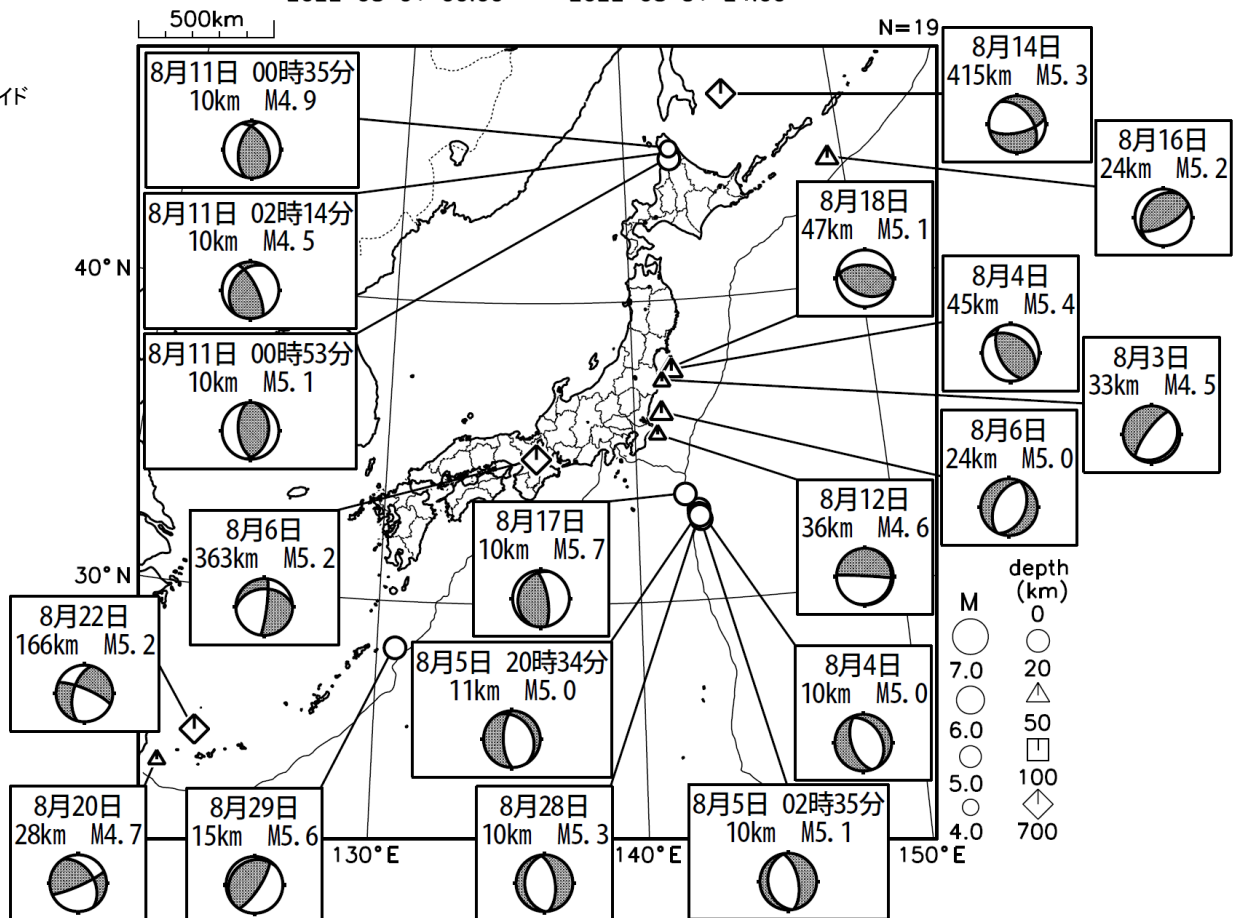 500km
N=19
イド
8月11日 00時35分
10km M4.9
8月11日 02時14分
10km M4.5
8月11日 00時53分
10km M5.1
8月14日
415km M5.3
8月16日
24km M5.2
8月18日
47km M5.1
8月4日
45km M5.4
8月3日
33km M4.5
8月6日
24km M5.0
8月12日
36km M4.6
8月6日
363km M5.2
8月17日
10km M5.7
8月22日
166km M5.2
8月5日 20時34分
11km M5.0
8月4日
10km M5.0
8月20日
28km M4.7
8月29日
15km M5.6
8月28日
10km M5.3
8月5日 02時35分
10km M5.1
40°N
30°N
130°E
140°E
150°E
M
7.0
6.0
5.0
4.0
depth
(km)
0
20
50
100
700